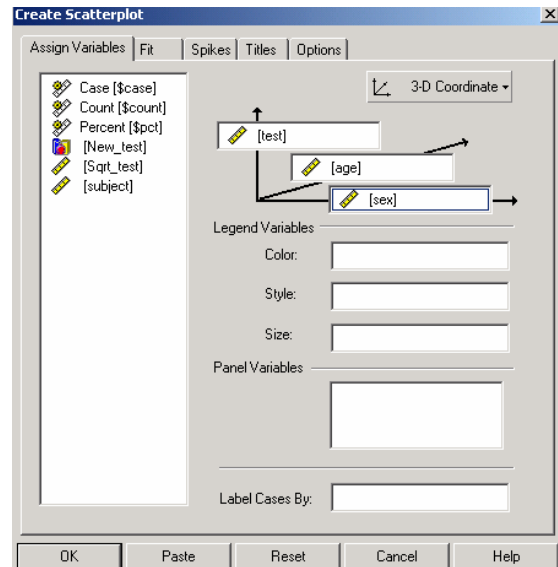 Create Scatterplot
Assign Variables Fit Spikes Titles Options
Case [$case]
Count [$count]
Percent [$pct]
[New_test]
[Sqrt_test]
[subject]
3-D Coordinate
[test]
[age]
[sex]
Legend Variables
Color:
Style:
Size:
Panel Variables
Label Cases By:
OK Paste Reset Cancel Help